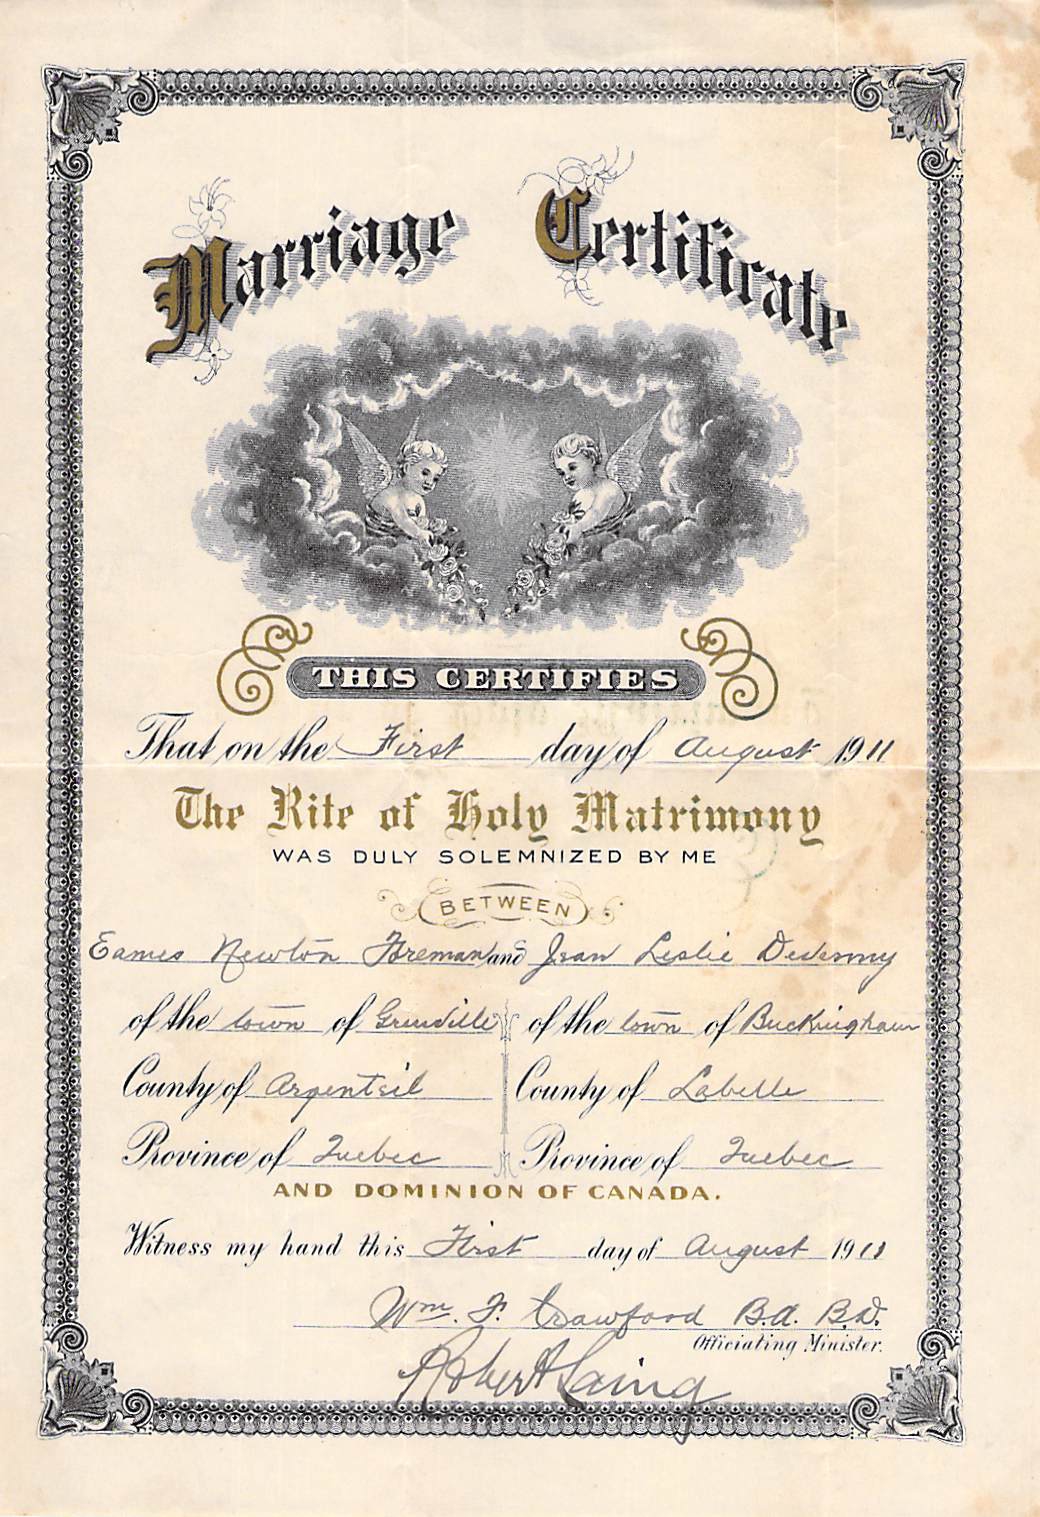 Marriage Certificate
THIS CERTIFIES
That on the First day of August 1911
The Rite of Holy Matrimony
WAS DULY SOLEMNIZED BY ME
BETWEEN
Eames Newton Foreman and Jean Leslie
of the town of Grenville of the town of Buckingham
County of Argenteil County of Labelle
Province of Quebec Province of Quebec
AND DOMINION OF CANADA.
Witness my hand this First day of August 1911
Wm. F. Crawford B.A. B.D.
Officiating Minister.
Robert Laing